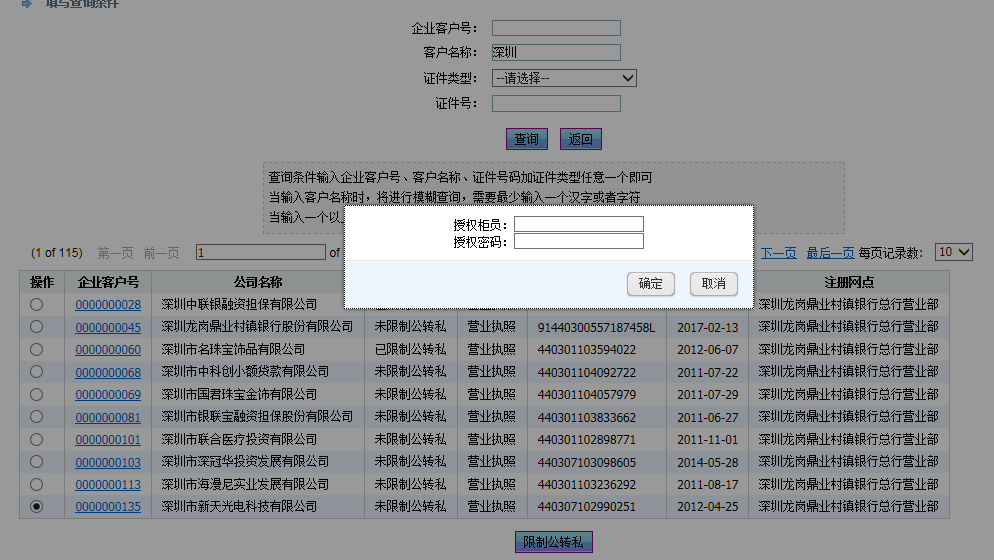 填写查询条件
企业客户号：
客户名称： 深圳
证件类型： --请选择--
证件号：
查询 返回
查询条件输入企业客户号、客户名称、证件号码加证件类型任意一个即可
当输入客户名称时，将进行模糊查询，需要最少输入一个汉字或者字符
当输入一个以
授权柜员：
授权密码：
确定 取消
(1 of 115) 第一页 前一页 1 of 下一页 最后一页 每页记录数： 10
操作 企业客户号 公司名称 注册网点
0000000028 深圳中联银融资担保有限公司 深圳龙岗鼎业村镇银行总行营业部
0000000045 深圳龙岗鼎业村镇银行股份有限公司 未限制公转私 营业执照 91440300557187458L 2017-02-13 深圳龙岗鼎业村镇银行总行营业部
0000000060 深圳市名珠宝饰品有限公司 已限制公转私 营业执照 440301103594022 2012-06-07 深圳龙岗鼎业村镇银行总行营业部
0000000068 深圳市中科创小额贷款有限公司 未限制公转私 营业执照 440301104092722 2011-07-22 深圳龙岗鼎业村镇银行总行营业部
0000000069 深圳市国君珠宝金饰有限公司 未限制公转私 营业执照 440301104057979 2011-07-29 深圳龙岗鼎业村镇银行总行营业部
0000000081 深圳市银联宝融资担保股份有限公司 未限制公转私 营业执照 440301103833662 2011-06-27 深圳龙岗鼎业村镇银行总行营业部
0000000101 深圳市联合医疗投资有限公司 未限制公转私 营业执照 440301102898771 2011-11-01 深圳龙岗鼎业村镇银行总行营业部
0000000103 深圳市深冠华投资发展有限公司 未限制公转私 营业执照 440307103098605 2014-05-28 深圳龙岗鼎业村镇银行总行营业部
0000000113 深圳市海漫尼实业发展有限公司 未限制公转私 营业执照 440301103236292 2011-08-17 深圳龙岗鼎业村镇银行总行营业部
0000000135 深圳市新天光电科技有限公司 未限制公转私 营业执照 440307102990251 2012-04-25 深圳龙岗鼎业村镇银行总行营业部
限制公转私